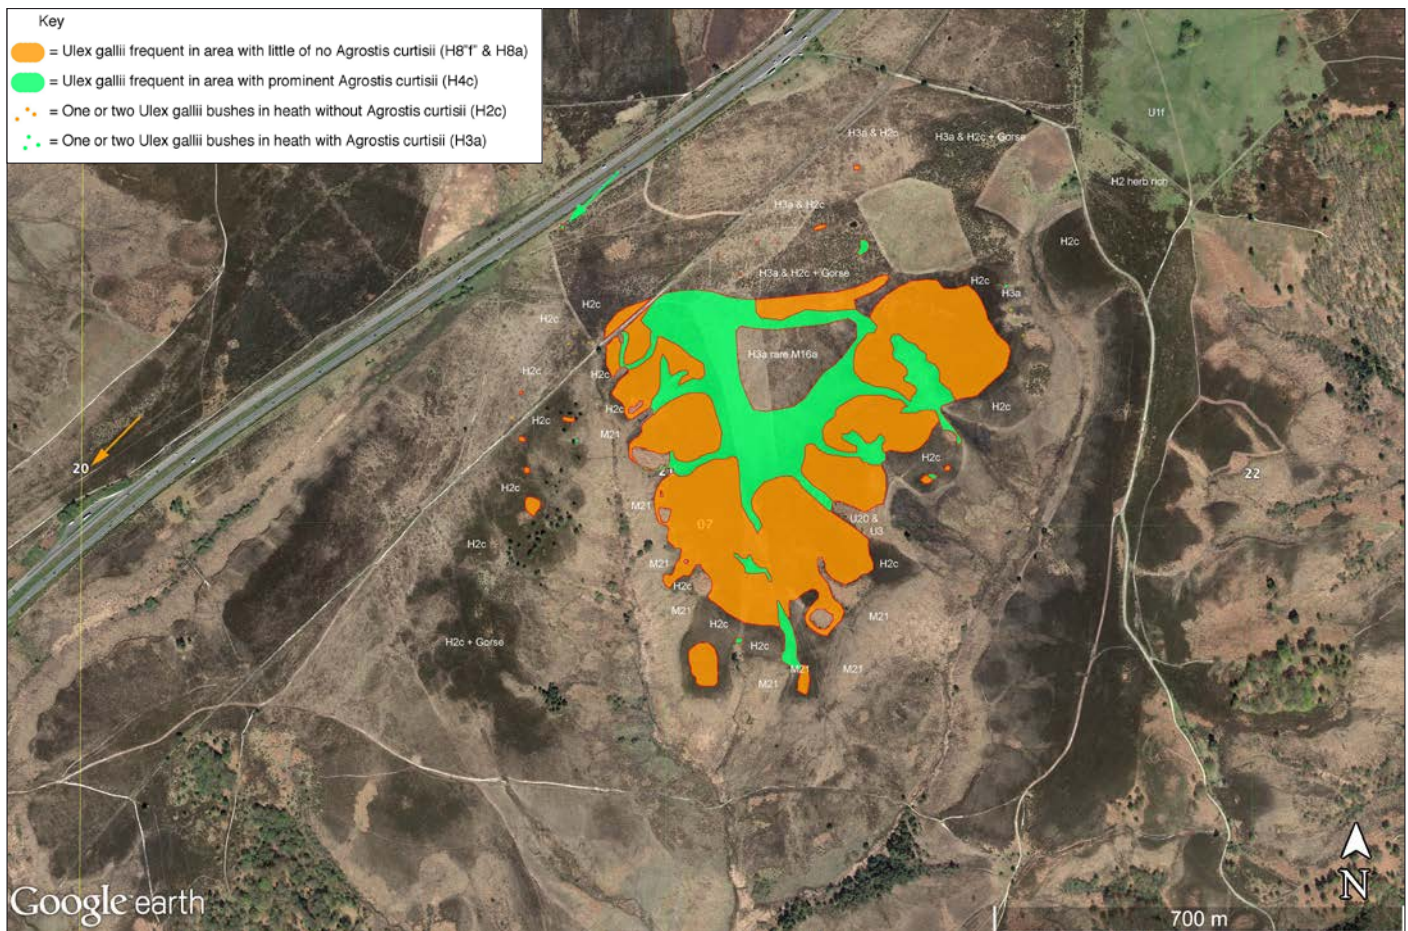 Key
= Ulex gallii frequent in area with little of no Agrostis curtisii (H8"f" & H8a)
= Ulex gallii frequent in area with prominent Agrostis curtisii (H4c)
= One or two Ulex gallii bushes in heath without Agrostis curtisii (H2c)
= One or two Ulex gallii bushes in heath with Agrostis curtisii (H3a)
U1f
H3a & H2c
H3a & H2c + Gorse
H2 herb rich
H3a & H2c
H2c
H3a & H2c + Gorse
H2c
H3a
H2c
H2c
H3a rare M16a
H2c
H2c
H2c
H2c
H2c
M21
H2c
20
21
22
H2c
M21
07
U20 &
U3
H2c
M21
H2c
H2c
M21
M21
H2c
H2c + Gorse
H2c
M21
M21
M21
M21
N
Google earth
700 m